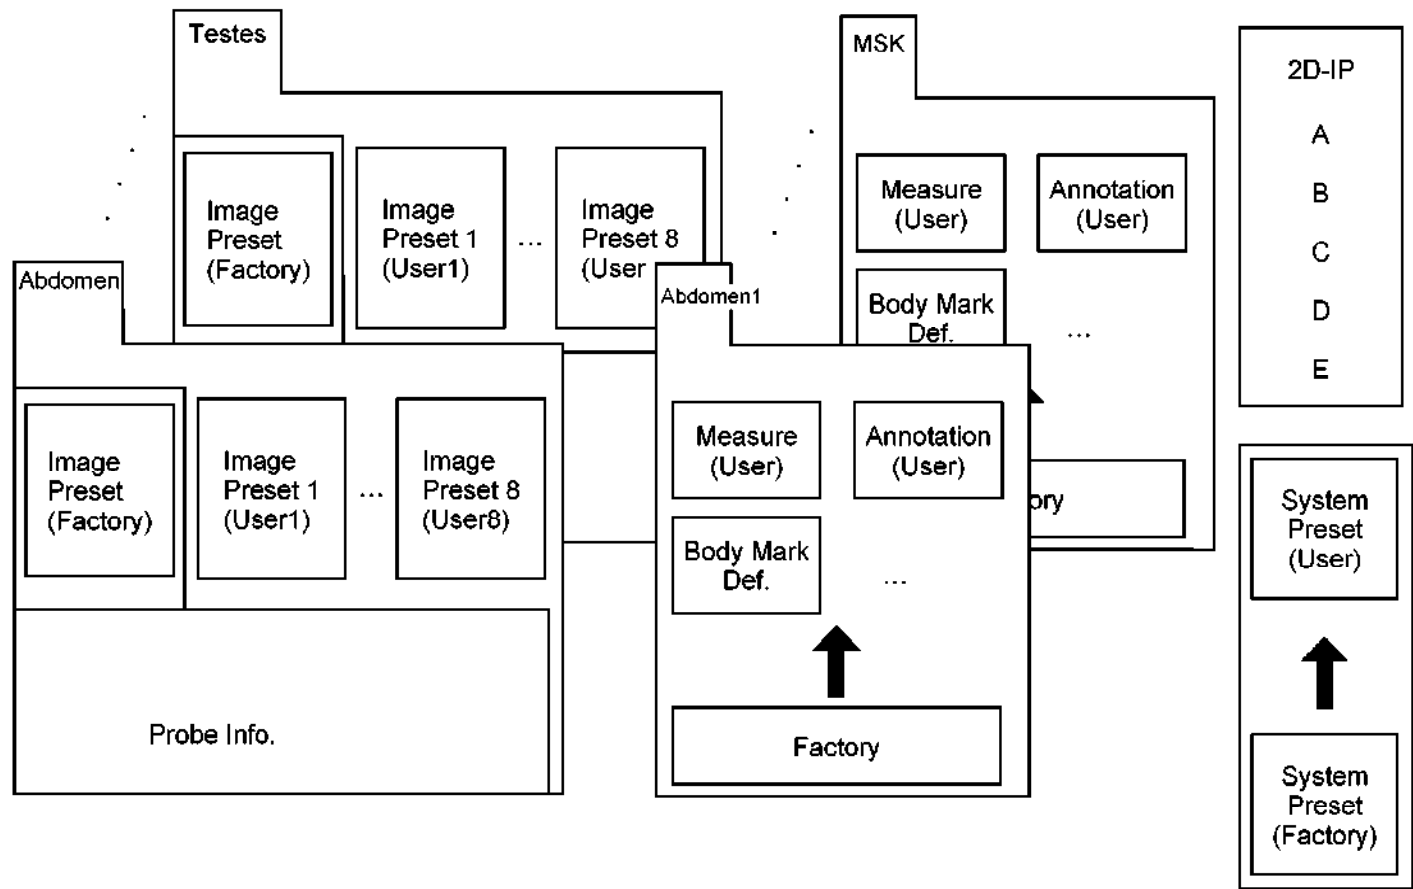 Testes
Image
Preset
(Factory)
Image
Preset 1
(User1)
...
Image
Preset 8
(User
Abdomen
Image
Preset
(Factory)
Image
Preset 1
(User1)
...
Image
Preset 8
(User8)
Probe Info.
MSK
Measure
(User)
Annotation
(User)
Body Mark
Def.
...
ory
Abdomen1
Measure
(User)
Annotation
(User)
Body Mark
Def.
...
Factory
2D-IP
A
B
C
D
E
System
Preset
(User)
System
Preset
(Factory)